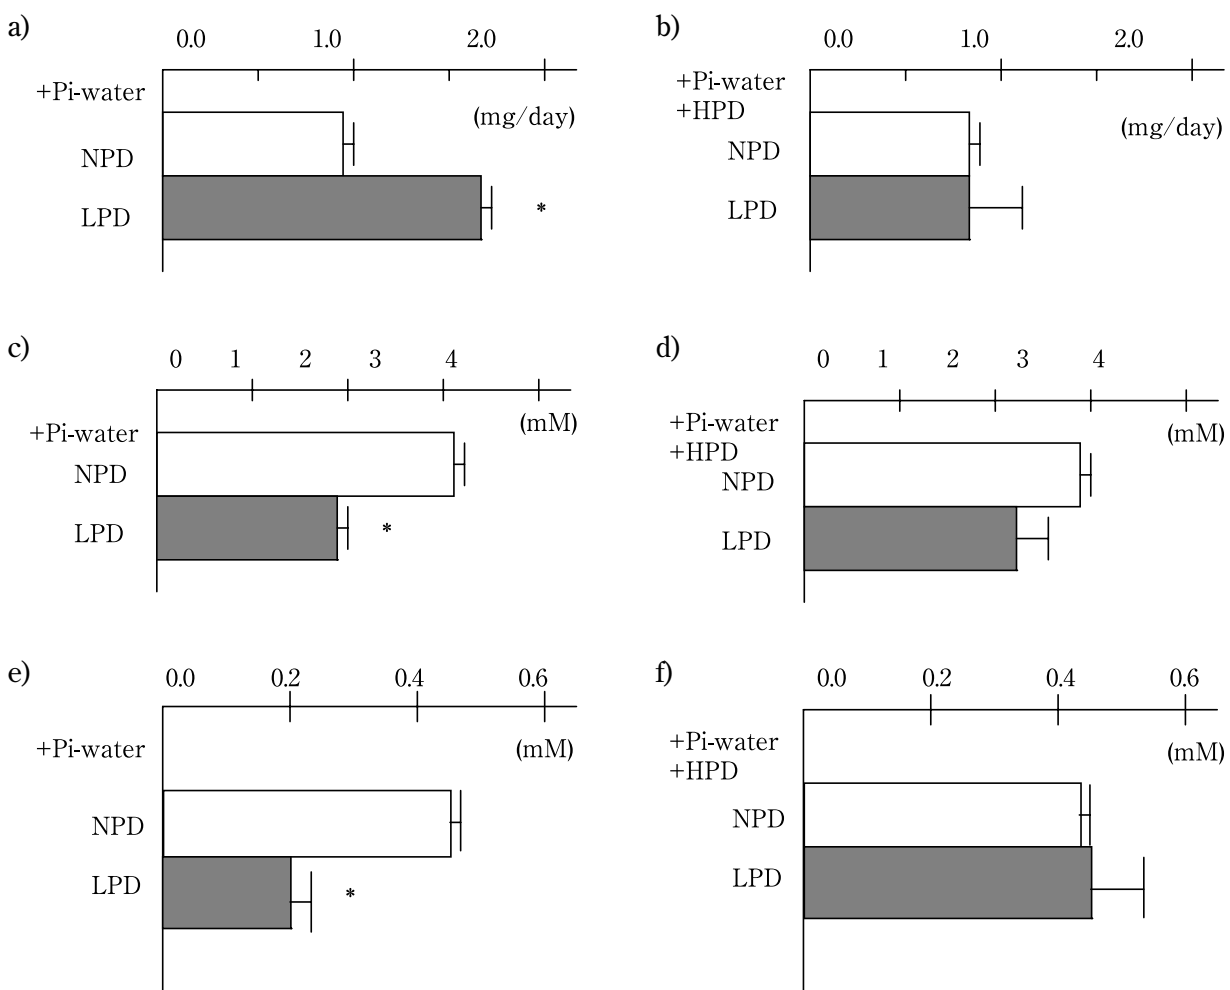 a)
0.0 1.0 2.0
+Pi-water
(mg/day)
NPD
LPD
*
b)
0.0 1.0 2.0
+Pi-water
+HPD
(mg/day)
NPD
LPD
c)
0 1 2 3 4
+Pi-water
(mM)
NPD
LPD
*
d)
0 1 2 3 4
+Pi-water
+HPD
(mM)
NPD
LPD
e)
0.0 0.2 0.4 0.6
+Pi-water
(mM)
NPD
LPD
*
f)
0.0 0.2 0.4 0.6
+Pi-water
+HPD
(mM)
NPD
LPD